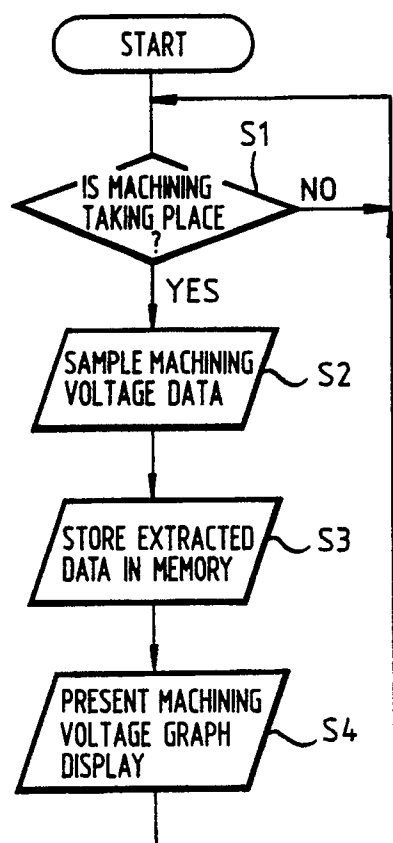 START
S1
IS MACHINING
TAKING PLACE
?
NO
YES
SAMPLE MACHINING
VOLTAGE DATA
S2
STORE EXTRACTED
DATA IN MEMORY
S3
PRESENT MACHINING
VOLTAGE GRAPH
DISPLAY
S4